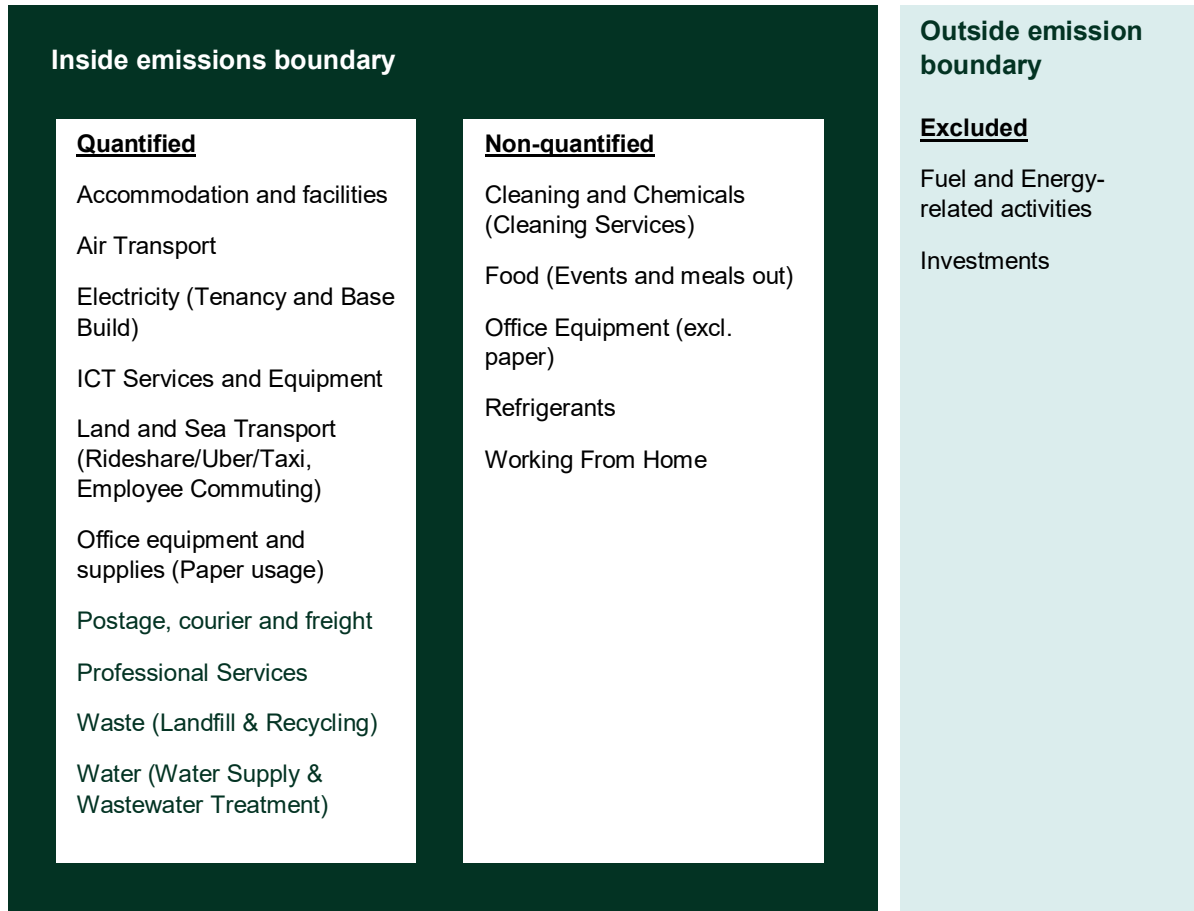 Inside emissions boundary
Quantified
Accommodation and facilities
Air Transport
Electricity (Tenancy and Base
Build)
ICT Services and Equipment
Land and Sea Transport
(Rideshare/Uber/Taxi,
Employee Commuting)
Office equipment and
supplies (Paper usage)
Postage, courier and freight
Professional Services
Waste (Landfill & Recycling)
Water (Water Supply &
Wastewater Treatment)
Non-quantified
Cleaning and Chemicals
(Cleaning Services)
Food (Events and meals out)
Office Equipment (excl.
paper)
Refrigerants
Working From Home
Outside emission
boundary
Excluded
Fuel and Energy-
related activities
Investments